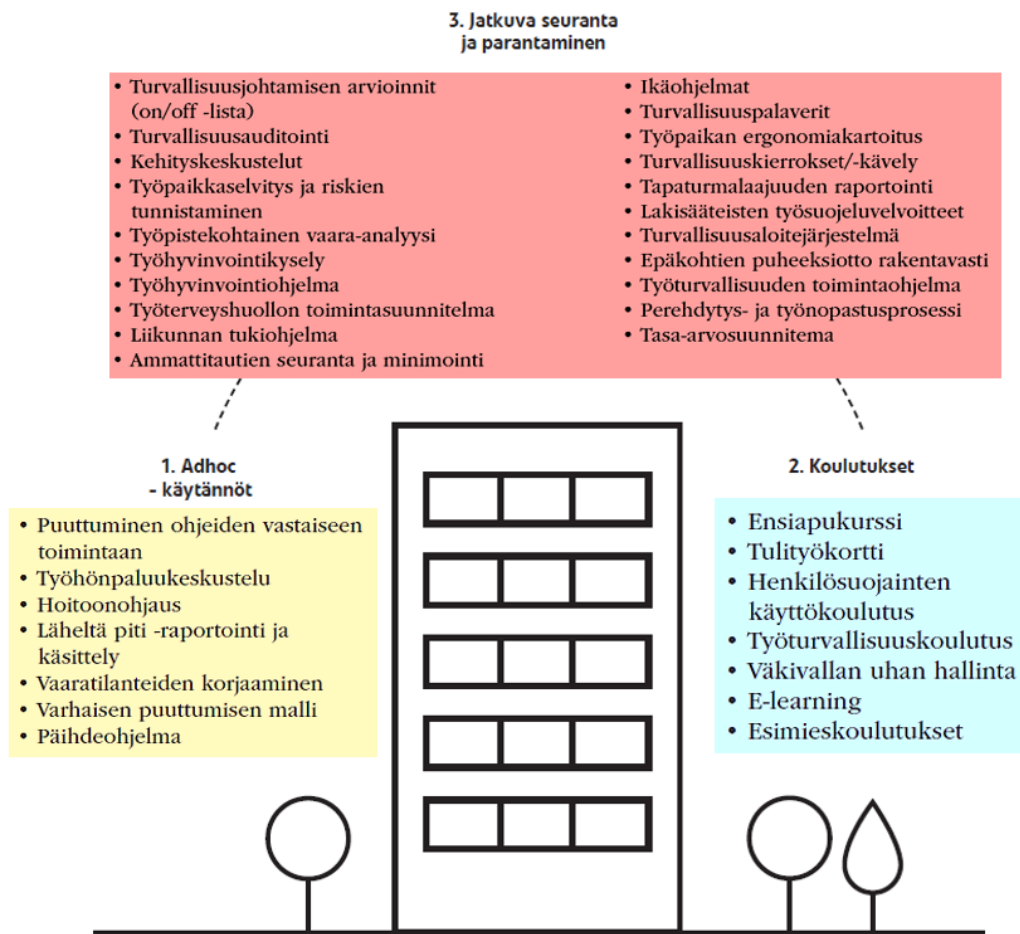 3. Jatkuva seuranta
ja parantaminen
• Turvallisuusjohtamisen arvioinnit
(on/off -lista)
• Turvallisuusauditointi
• Kehityskeskustelut
• Työpaikkaselvitys ja riskien
tunnistaminen
• Työpistekohtainen vaara-analyysi
• Työhyvinvointikysely
• Työhyvinvointiohjelma
• Työterveyshuollon toimintasuunnitelma
• Liikunnan tukiohjelma
• Ammattitautien seuranta ja minimointi
• Ikäohjelmat
• Turvallisuuspalaverit
• Työpaikan ergonomiakartoitus
• Turvallisuuskierrokset/-kävely
• Tapaturmalaajuuden raportointi
• Lakisääteisten työsuojeluvelvoitteet
• Turvallisuusaloitejärjestelmä
• Epäkohtien puheeksiotto rakentavasti
• Työturvallisuuden toimintaohjelma
• Perehdytys- ja työnopastusprosessi
• Tasa-arvosuunnitema
1. Adhoc
- käytännöt
• Puuttuminen ohjeiden vastaiseen
toimintaan
• Työhönpaluukeskustelu
• Hoitoonohjaus
• Läheltä piti -raportointi ja
käsittely
• Vaaratilanteiden korjaaminen
• Varhaisen puuttumisen malli
• Päihdeohjelma
2. Koulutukset
• Ensiapukurssi
• Tulityökortti
• Henkilösuojainten
käyttökoulutus
• Työturvallisuuskoulutus
• Väkivallan uhan hallinta
• E-learning
• Esimieskoulutukset